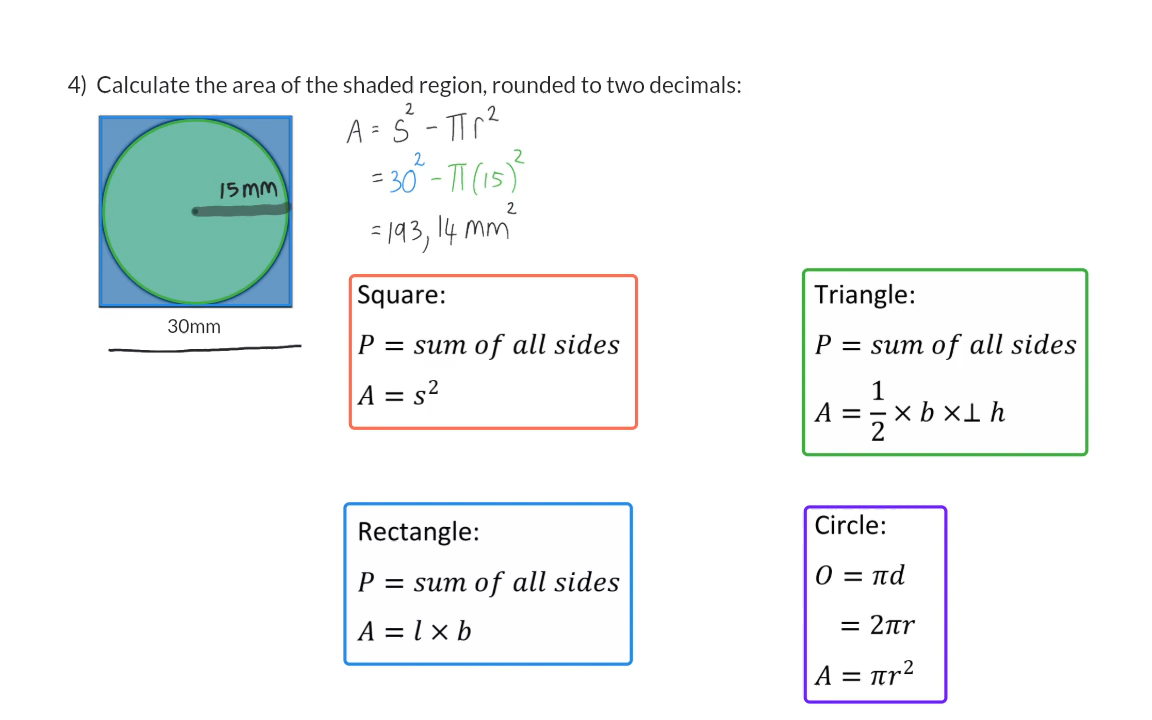 4) Calculate the area of the shaded region, rounded to two decimals:
A = s² - πr²
= 30² - π(15)²
= 193,14 mm²
15mm
30mm
Square:
P = sum of all sides
A = s²
Triangle:
P = sum of all sides
A = 1/2 × b ×⊥ h
Rectangle:
P = sum of all sides
A = l × b
Circle:
O = πd
= 2πr
A = πr²